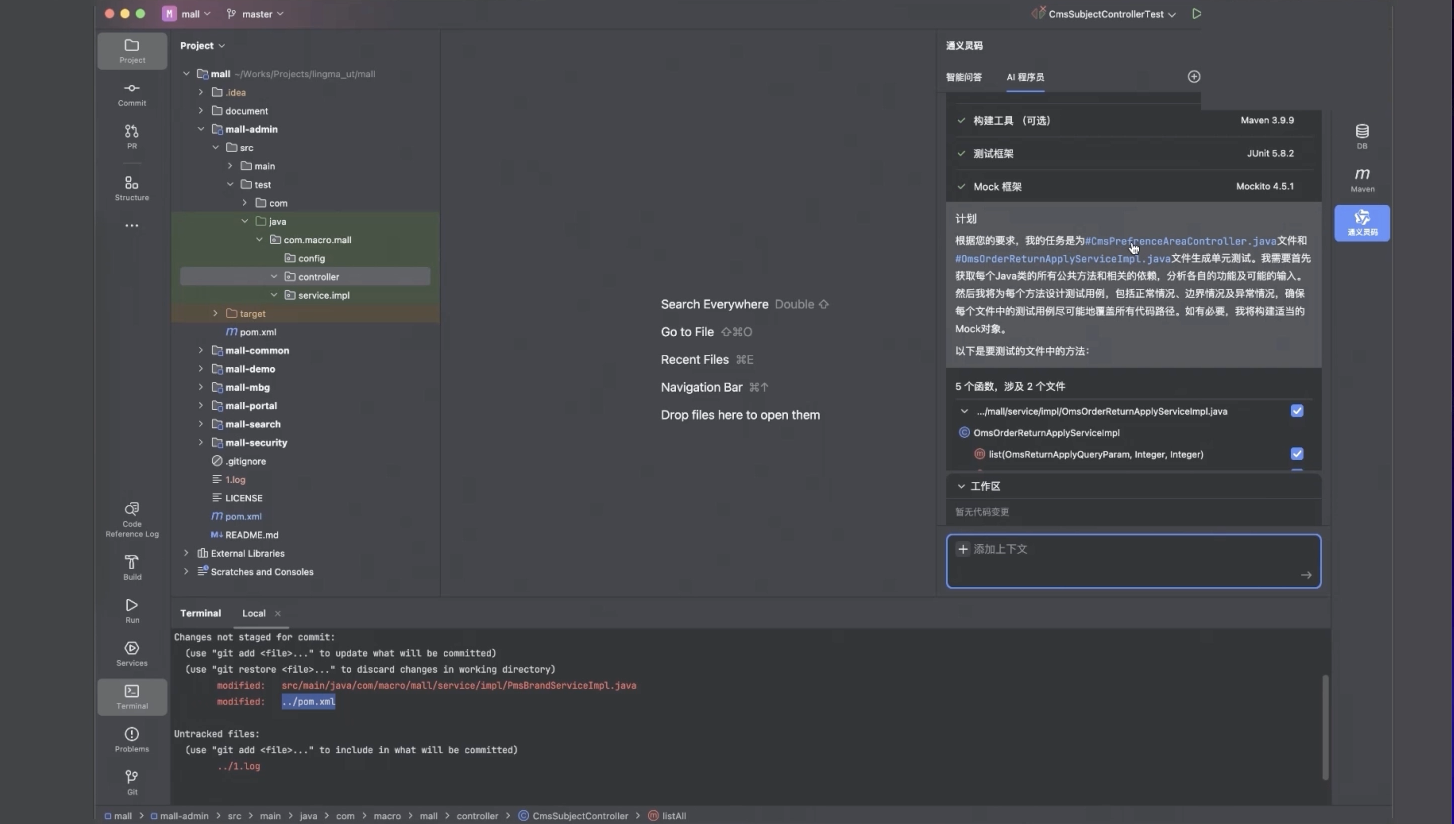 M mall master
CmsSubjectControllerTest
Project
Commit
PR
Structure
Code
Reference Log
Build
Run
Services
Terminal
Problems
Git
Project
mall ~/Works/Projects/lingma_ut/mall
.idea
document
mall-admin
src
main
test
com
java
com.macro.mall
config
controller
service.impl
target
pom.xml
mall-common
mall-demo
mall-mbg
mall-portal
mall-search
mall-security
.gitignore
1.log
LICENSE
pom.xml
README.md
External Libraries
Scratches and Consoles
Search Everywhere Double ⇧
Go to File ⇧⌘O
Recent Files ⌘E
Navigation Bar ⌘↑
Drop files here to open them
通义灵码
智能问答 AI 程序员
构建工具 （可选） Maven 3.9.9
测试框架 JUnit 5.8.2
Mock 框架 Mockito 4.5.1
计划
根据您的要求，我的任务是为#CmsPrefrenceAreaController.java文件和
#OmsOrderReturnApplyServiceImpl.java文件生成单元测试。我需要首先
获取每个Java类的所有公共方法和相关的依赖，分析各自的功能及可能的输入。
然后我将为每个方法设计测试用例，包括正常情况、边界情况及异常情况，确保
每个文件中的测试用例尽可能地覆盖所有代码路径。如有必要，我将构建适当的
Mock对象。
以下是要测试的文件中的方法：
5 个函数，涉及 2 个文件
.../mall/service/impl/OmsOrderReturnApplyServiceImpl.java
OmsOrderReturnApplyServiceImpl
list(OmsReturnApplyQueryParam, Integer, Integer)
工作区
暂无代码变更
添加上下文
DB
Maven
通义灵码
Terminal Local ×
Changes not staged for commit:
(use "git add <file>..." to update what will be committed)
(use "git restore <file>..." to discard changes in working directory)
modified: src/main/java/com/macro/mall/service/impl/PmsBrandServiceImpl.java
modified: ../pom.xml
Untracked files:
(use "git add <file>..." to include in what will be committed)
../1.log
mall > mall-admin > src > main > java > com > macro > mall > controller > CmsSubjectController > listAll